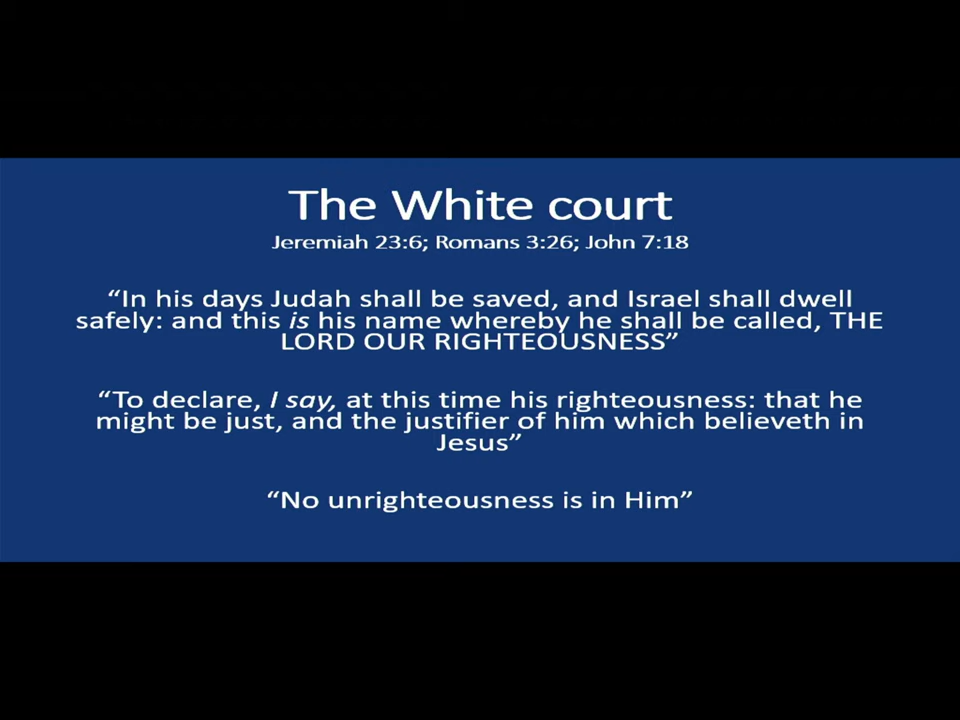 The White court
Jeremiah 23:6; Romans 3:26; John 7:18
“In his days Judah shall be saved, and Israel shall dwell
safely: and this is his name whereby he shall be called, THE
LORD OUR RIGHTEOUSNESS”
“To declare, I say, at this time his righteousness: that he
might be just, and the justifier of him which believeth in
Jesus”
“No unrighteousness is in Him”